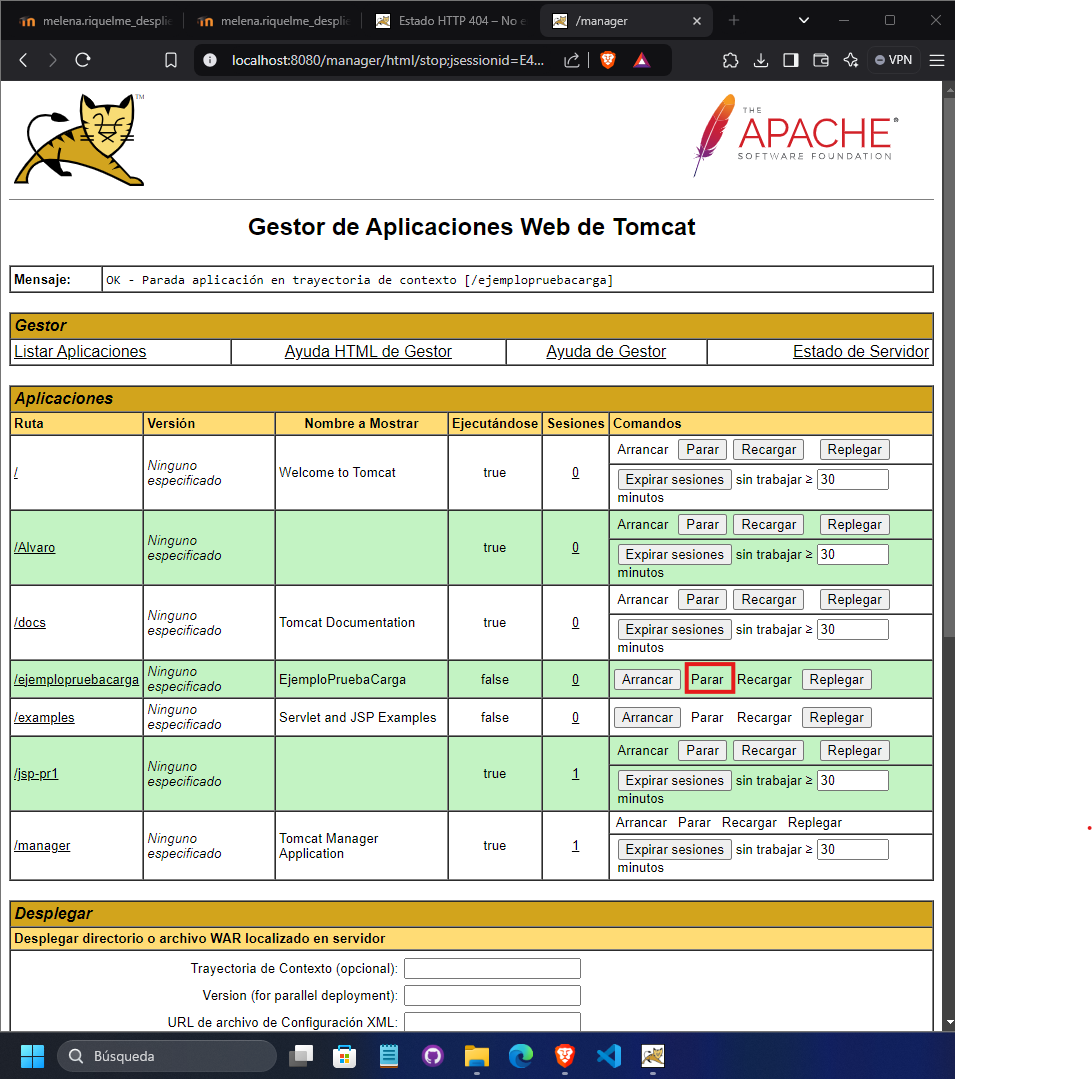 melena.riquelme_desplie
melena.riquelme_despli
Estado HTTP 404 – No e
/manager
localhost:8080/manager/html/stop;jsessionid=E4...
VPN
TM
THE
APACHE®
SOFTWARE FOUNDATION
Gestor de Aplicaciones Web de Tomcat
Mensaje: OK - Parada aplicación en trayectoria de contexto [/ejemplopruebacarga]
Gestor
Listar Aplicaciones Ayuda HTML de Gestor Ayuda de Gestor Estado de Servidor
Aplicaciones
Ruta Versión Nombre a Mostrar Ejecutándose Sesiones Comandos
/ Ninguno especificado Welcome to Tomcat true 0 Arrancar Parar Recargar Replegar
Expirar sesiones sin trabajar ≥ 30
minutos
/Alvaro Ninguno especificado true 0 Arrancar Parar Recargar Replegar
Expirar sesiones sin trabajar ≥ 30
minutos
/docs Ninguno especificado Tomcat Documentation true 0 Arrancar Parar Recargar Replegar
Expirar sesiones sin trabajar ≥ 30
minutos
/ejemplopruebacarga Ninguno especificado EjemploPruebaCarga false 0 Arrancar Parar Recargar Replegar
/examples Ninguno especificado Servlet and JSP Examples false 0 Arrancar Parar Recargar Replegar
/jsp-pr1 Ninguno especificado true 1 Arrancar Parar Recargar Replegar
Expirar sesiones sin trabajar ≥ 30
minutos
/manager Ninguno especificado Tomcat Manager Application true 1 Arrancar Parar Recargar Replegar
Expirar sesiones sin trabajar ≥ 30
minutos
Desplegar
Desplegar directorio o archivo WAR localizado en servidor
Trayectoria de Contexto (opcional):
Version (for parallel deployment):
URL de archivo de Configuración XML:
Búsqueda